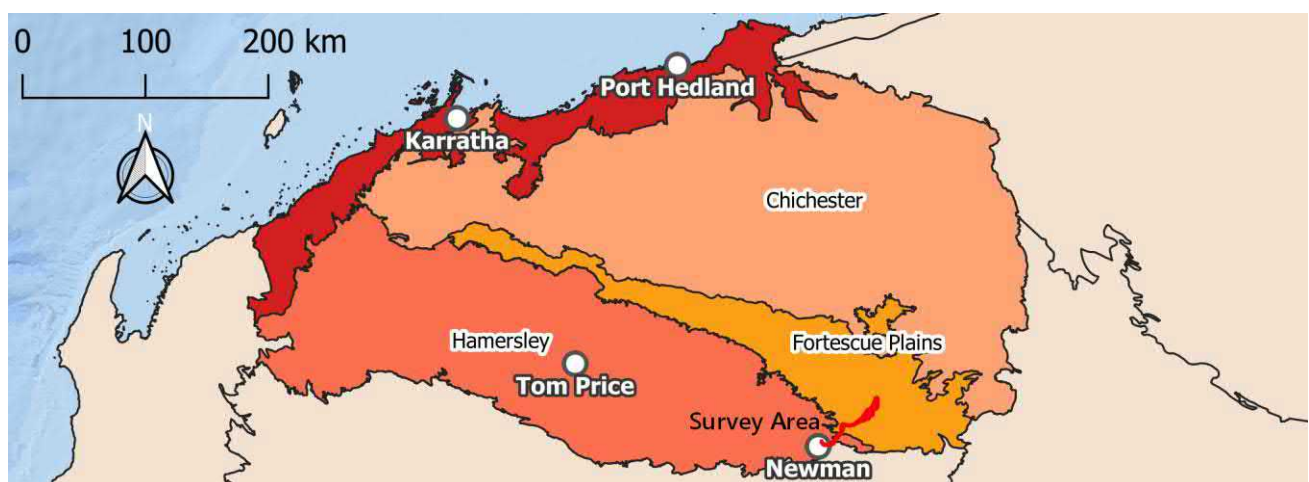 0 100 200 km
Port Hedland
N
Karratha
Chichester
Hamersley
Fortescue Plains
Tom Price
Survey Area
Newman